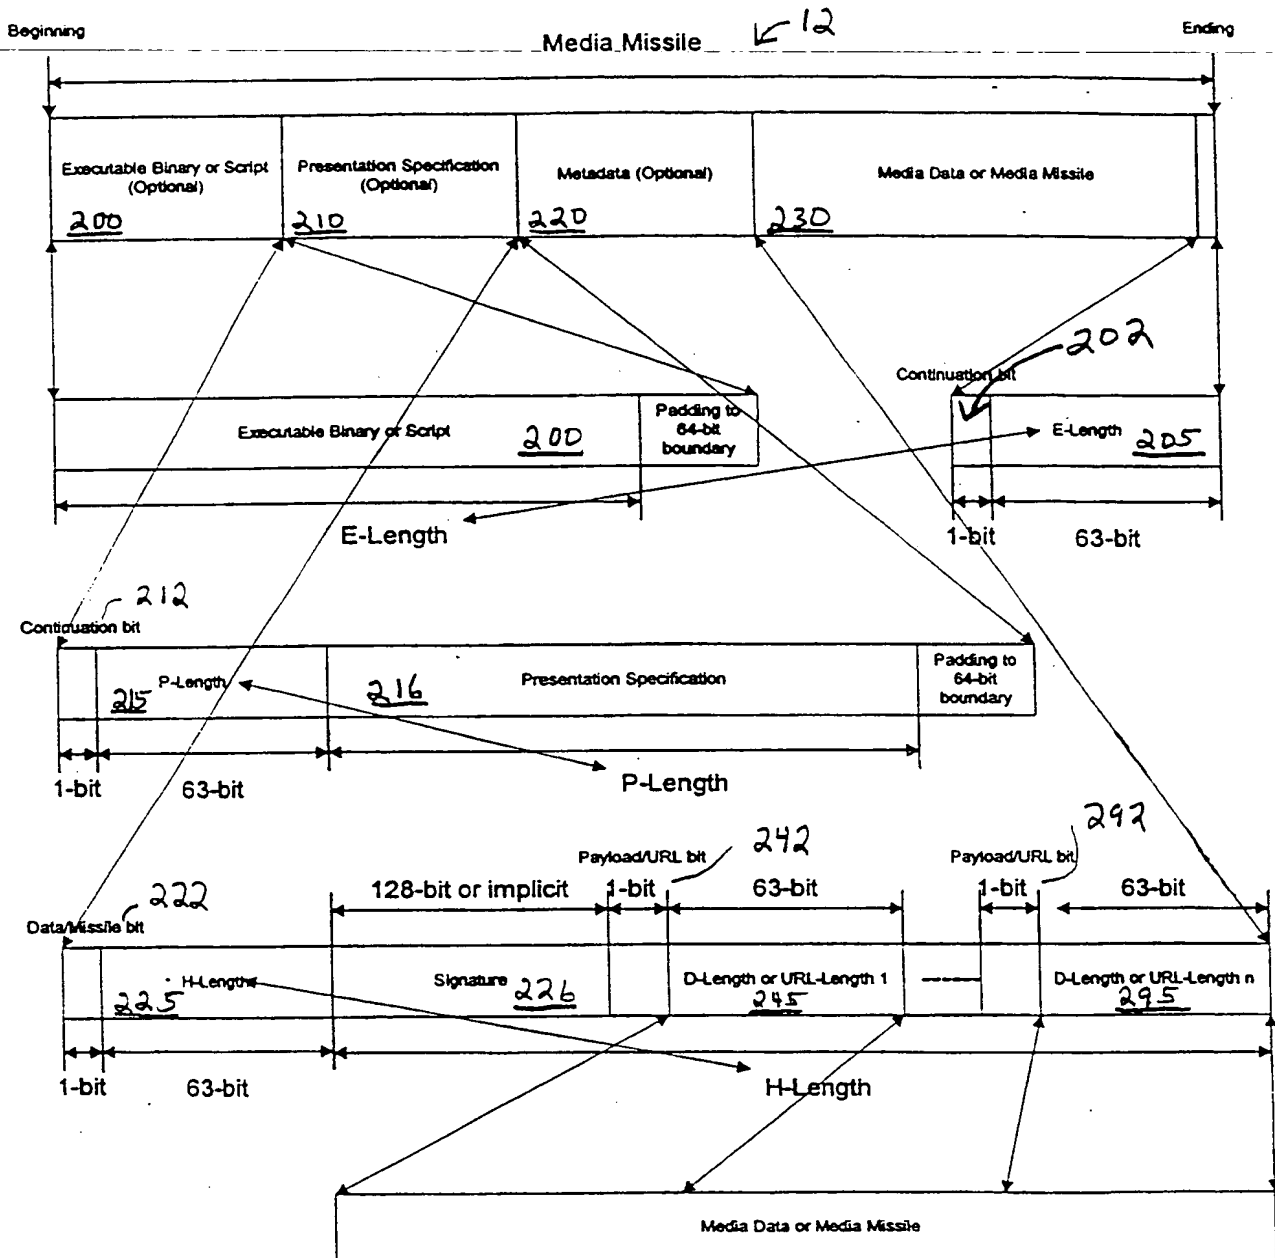 Beginning
Media Missile
12
Ending
Executable Binary or Script
(Optional)
200
Presentation Specification
(Optional)
210
Metadata (Optional)
220
Media Data or Media Missile
230
202
Continuation bit
Executable Binary or Script
200
Padding to
64-bit
boundary
E-Length
205
E-Length
1-bit
63-bit
212
Continuation bit
P-Length
215
216
Presentation Specification
Padding to
64-bit
boundary
1-bit
63-bit
P-Length
242
292
Payload/URL bit
Payload/URL bit
128-bit or implicit
1-bit
63-bit
1-bit
63-bit
222
Data/Missile bit
H-Length
225
Signature
226
D-Length or URL-Length 1
245
D-Length or URL-Length n
295
1-bit
63-bit
H-Length
Media Data or Media Missile